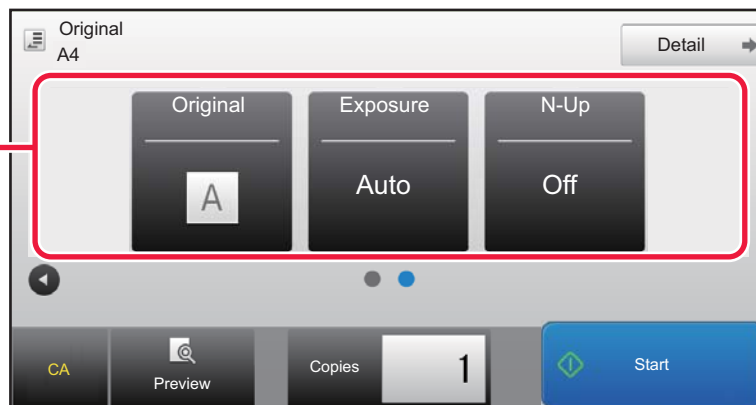 Original
A4
Detail
Original
Exposure
N-Up
A
Auto
Off
CA
Preview
Copies
1
Start